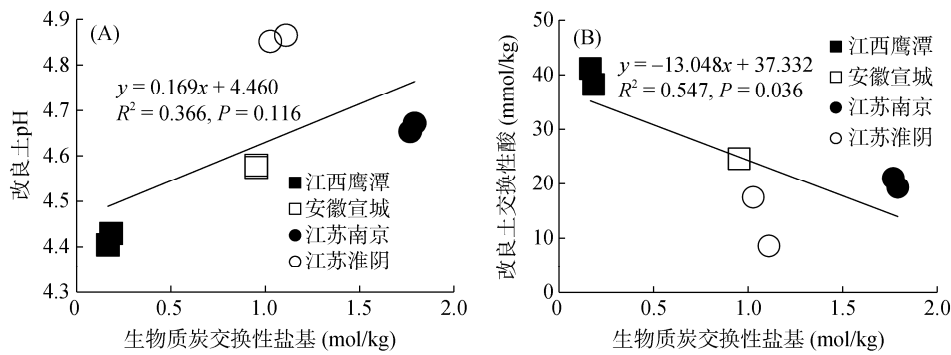 (A)
4.9
4.8
4.7
4.6
4.5
4.4
4.3
改良土pH
y = 0.169x + 4.460
R² = 0.366, P = 0.116
江西鹰潭
安徽宣城
江苏南京
江苏淮阴
0 0.5 1.0 1.5 2.0
生物质炭交换性盐基 (mol/kg)
(B)
50
40
30
20
10
0
改良土交换性酸 (mmol/kg)
y = –13.048x + 37.332
R² = 0.547, P = 0.036
江西鹰潭
安徽宣城
江苏南京
江苏淮阴
0 0.5 1.0 1.5 2.0
生物质炭交换性盐基 (mol/kg)